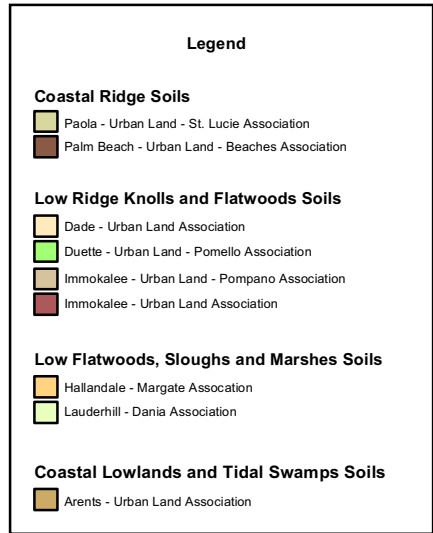 Legend
Coastal Ridge Soils
Paola - Urban Land - St. Lucie Association
Palm Beach - Urban Land - Beaches Association
Low Ridge Knolls and Flatwoods Soils
Dade - Urban Land Association
Duette - Urban Land - Pomello Association
Immokalee - Urban Land - Pompano Association
Immokalee - Urban Land Association
Low Flatwoods, Sloughs and Marshes Soils
Hallandale - Margate Assocation
Lauderhill - Dania Association
Coastal Lowlands and Tidal Swamps Soils
Arents - Urban Land Association